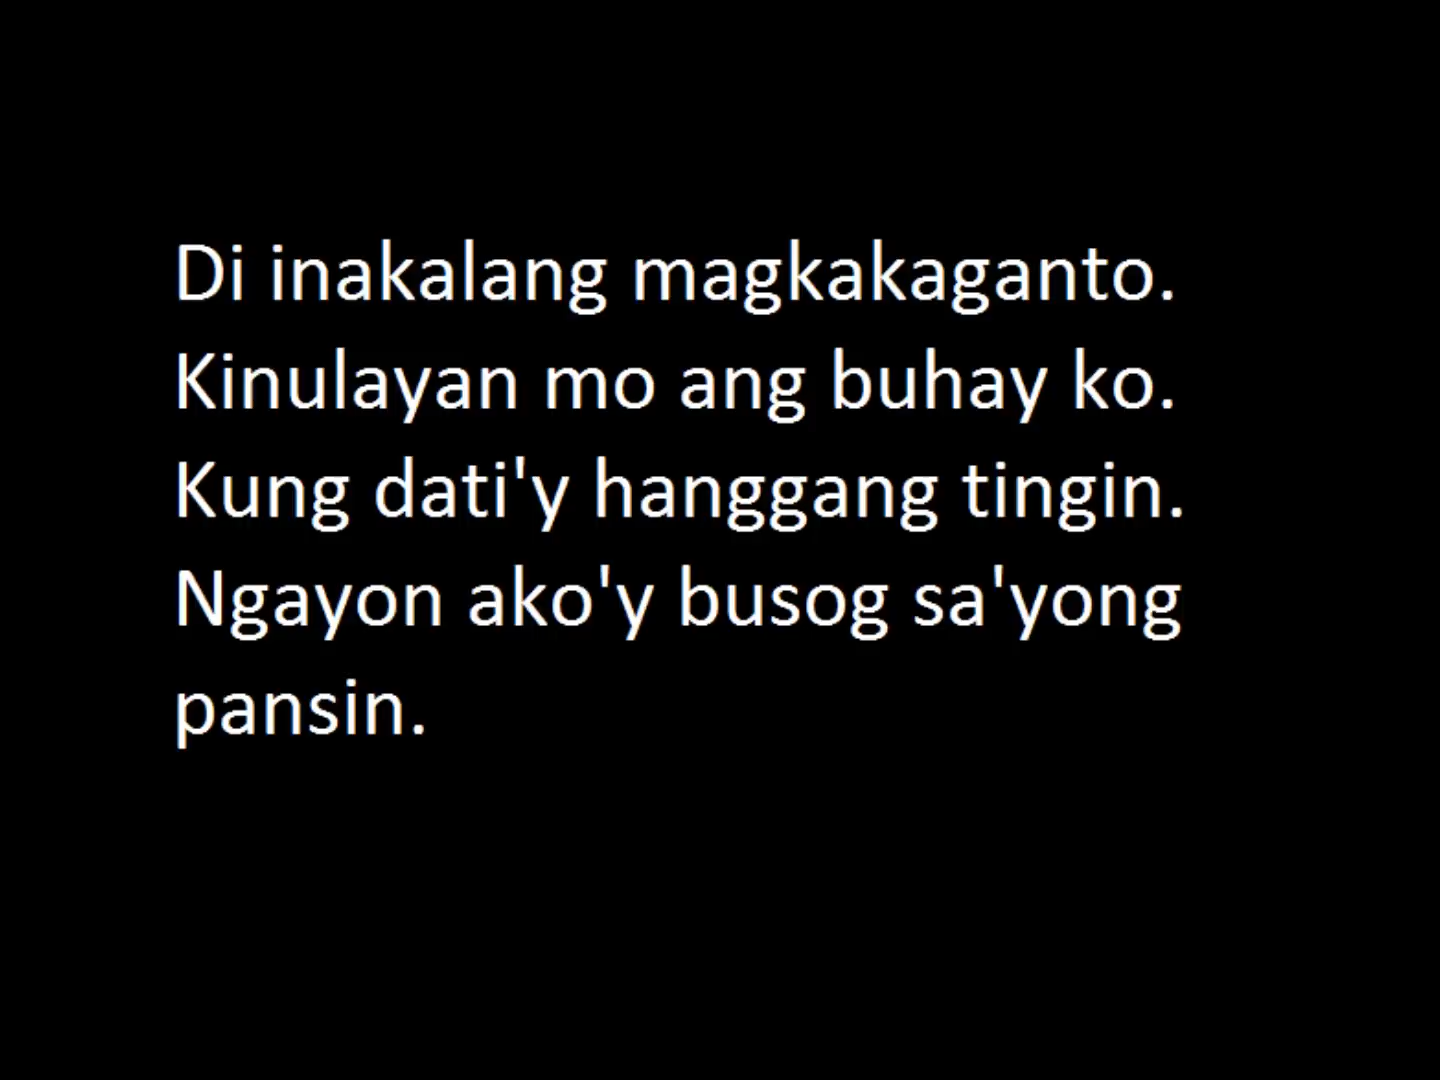 Di inakalang magkakaganto.
Kinulayan mo ang buhay ko.
Kung dati'y hanggang tingin.
Ngayon ako'y busog sa'yong
pansin.